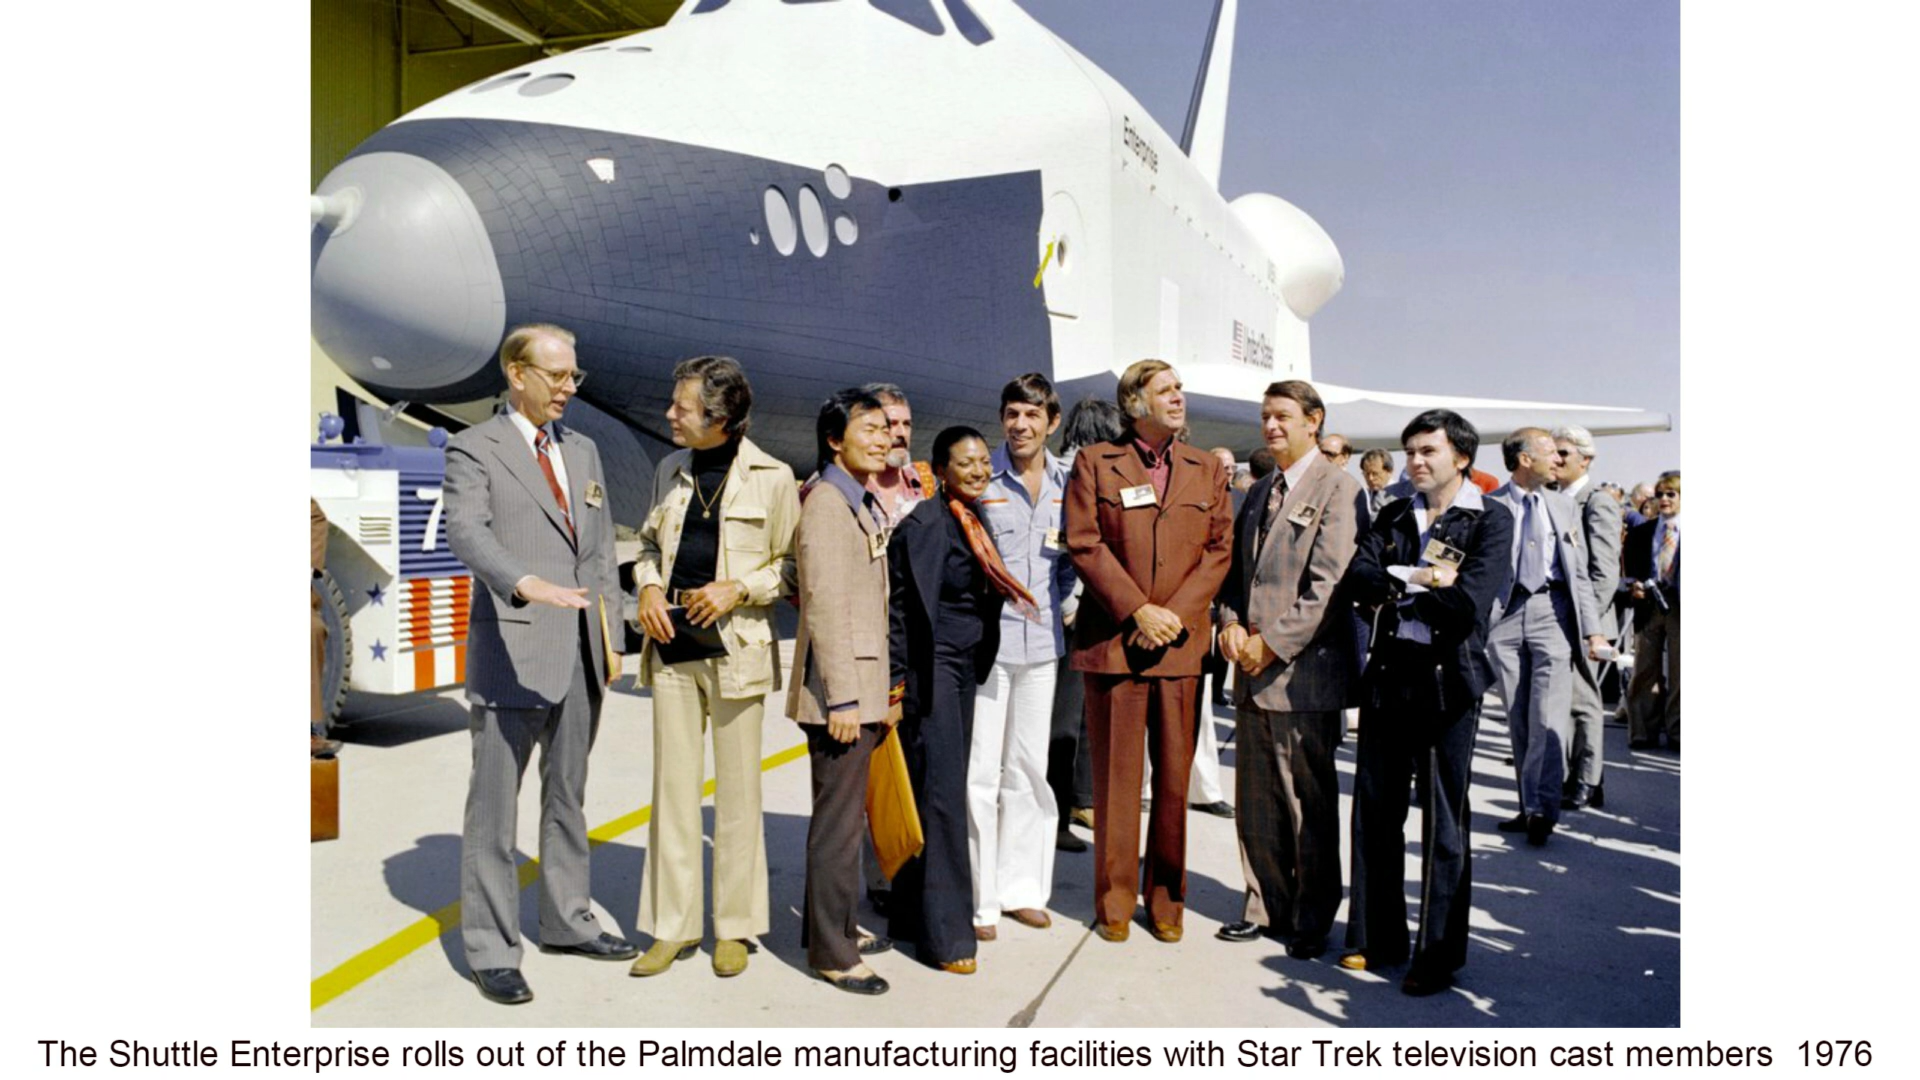 Enterprise
United States
7
The Shuttle Enterprise rolls out of the Palmdale manufacturing facilities with Star Trek television cast members 1976